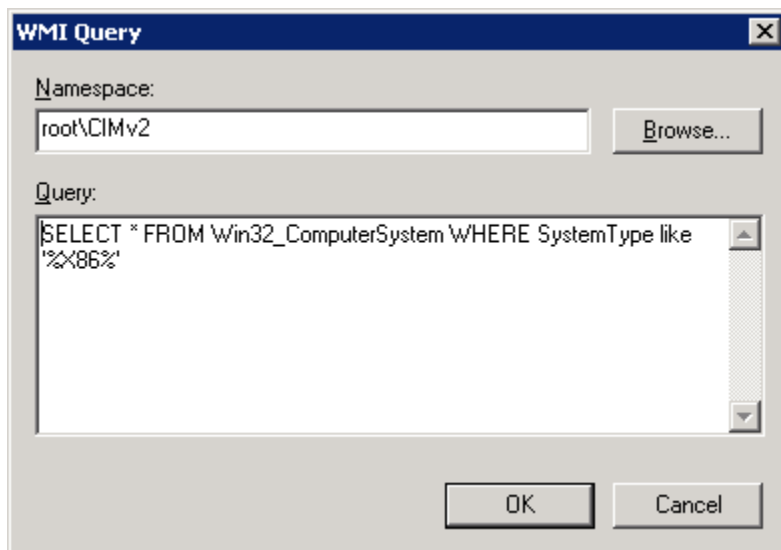 WMI Query
Namespace:
root\CIMv2
Browse...
Query:
SELECT * FROM Win32_ComputerSystem WHERE SystemType like
'%X86%'
OK
Cancel